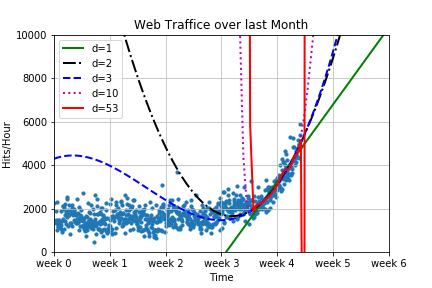 Web Traffice over last Month
10000
8000
6000
4000
2000
0
Hits/Hour
d=1
d=2
d=3
d=10
d=53
week 0 week 1 week 2 week 3 week 4 week 5 week 6
Time